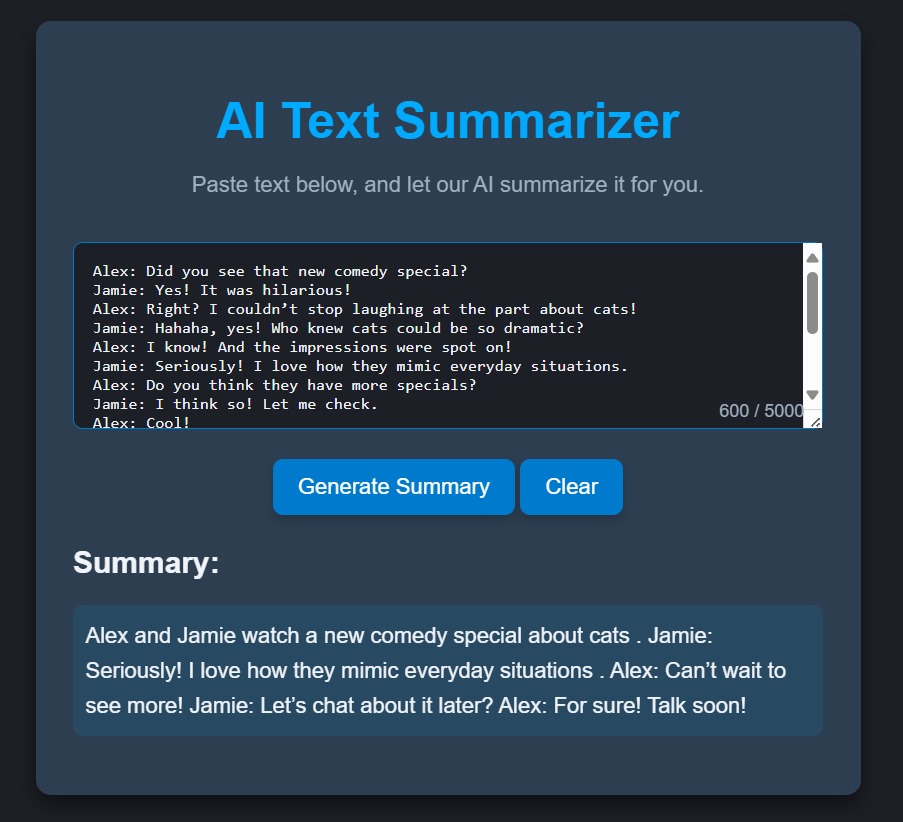 AI Text Summarizer
Paste text below, and let our AI summarize it for you.
Alex: Did you see that new comedy special?
Jamie: Yes! It was hilarious!
Alex: Right? I couldn’t stop laughing at the part about cats!
Jamie: Hahaha, yes! Who knew cats could be so dramatic?
Alex: I know! And the impressions were spot on!
Jamie: Seriously! I love how they mimic everyday situations.
Alex: Do you think they have more specials?
Jamie: I think so! Let me check.
Alex: Cool!
600 / 5000
Generate Summary
Clear
Summary:
Alex and Jamie watch a new comedy special about cats . Jamie:
Seriously! I love how they mimic everyday situations . Alex: Can’t wait to
see more! Jamie: Let’s chat about it later? Alex: For sure! Talk soon!